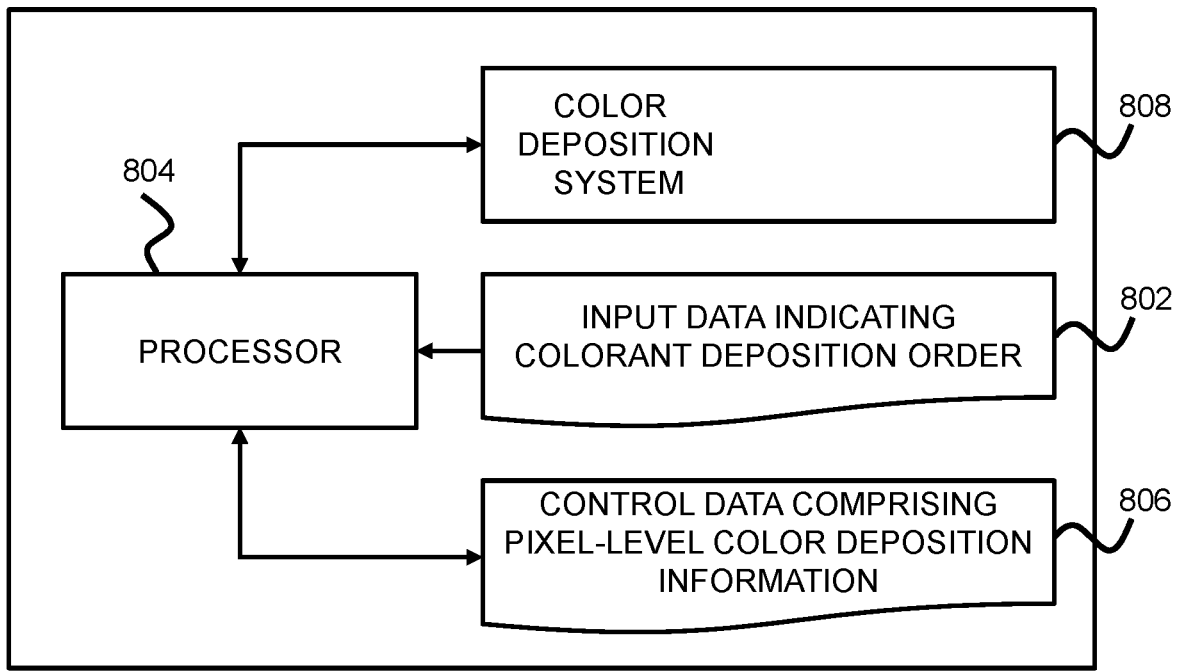 COLOR
DEPOSITION
SYSTEM
808
804
PROCESSOR
INPUT DATA INDICATING
COLORANT DEPOSITION ORDER
802
CONTROL DATA COMPRISING
PIXEL-LEVEL COLOR DEPOSITION
INFORMATION
806